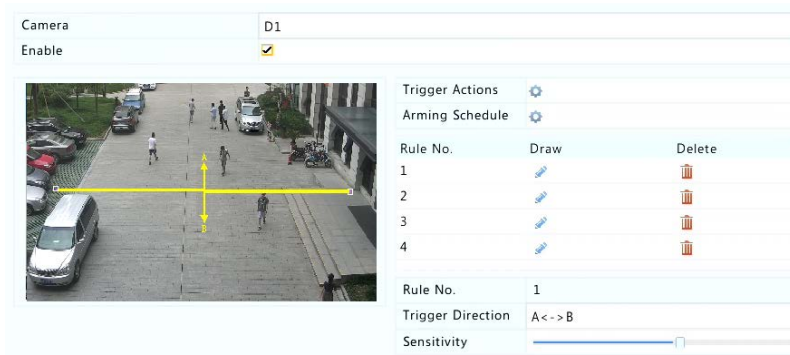 Camera D1
Enable
Trigger Actions
Arming Schedule
Rule No. Draw Delete
1
2
3
4
A
B
Rule No. 1
Trigger Direction A<->B
Sensitivity